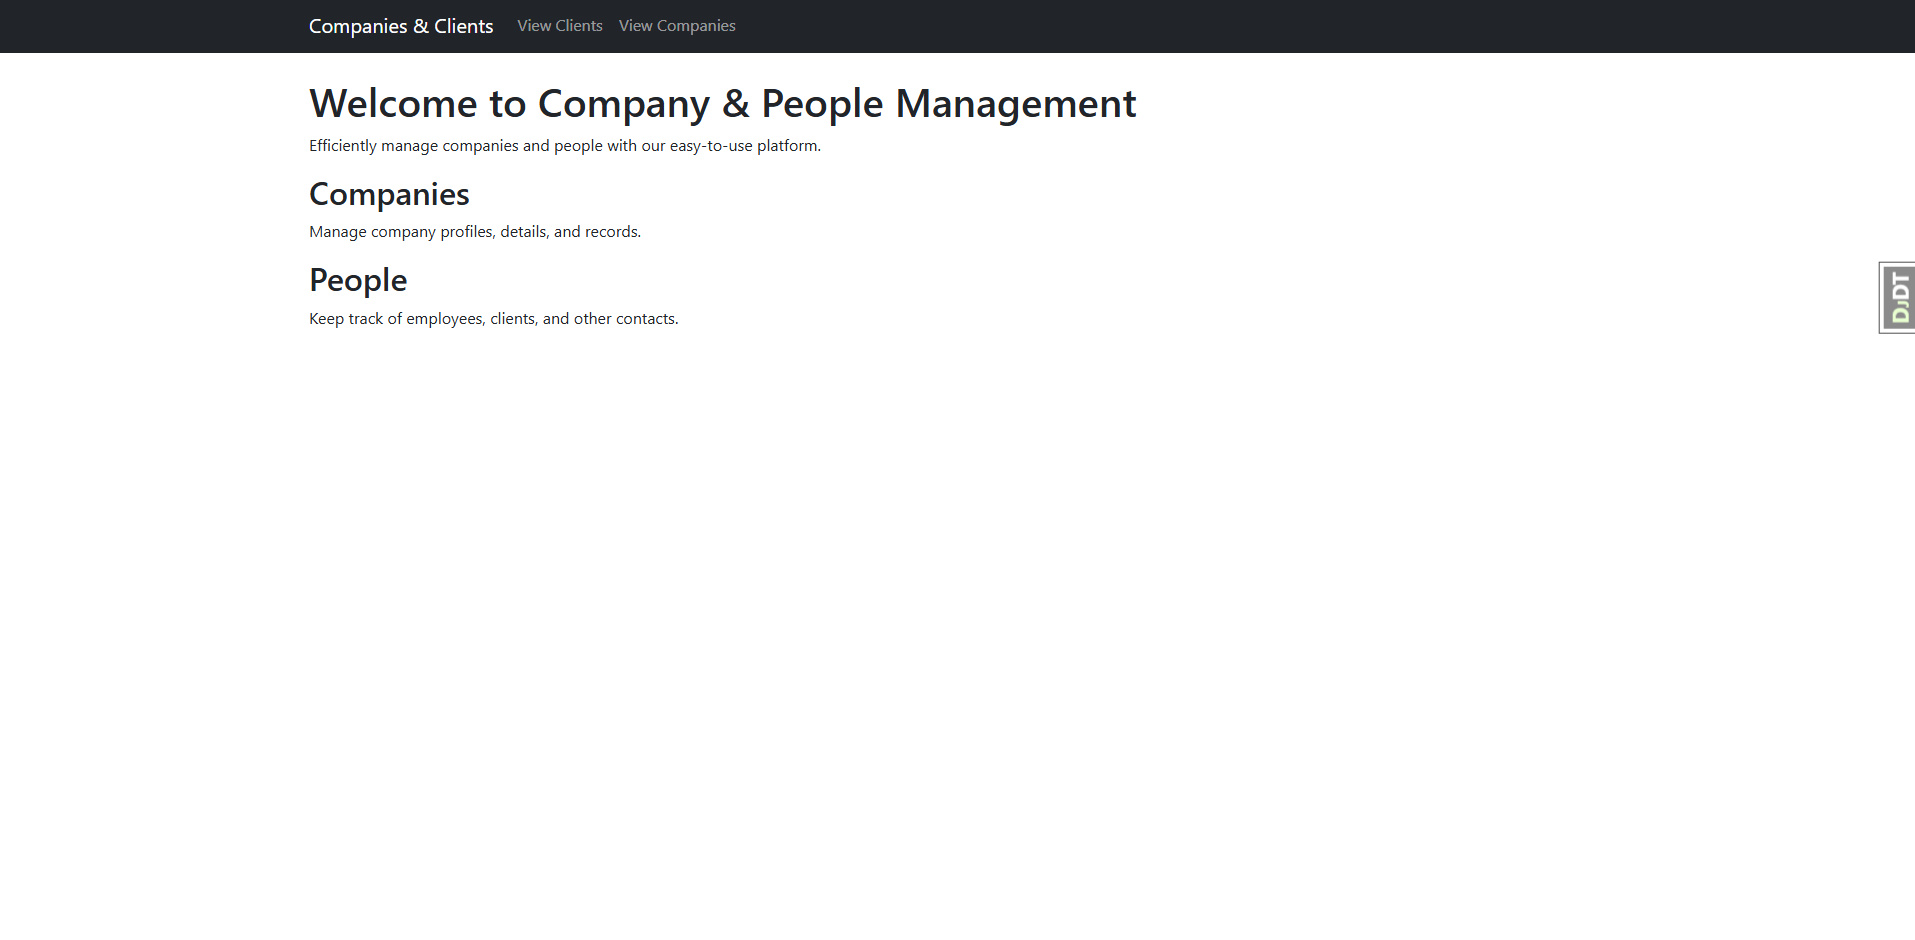 Companies & Clients View Clients View Companies
Welcome to Company & People Management
Efficiently manage companies and people with our easy-to-use platform.
Companies
Manage company profiles, details, and records.
People
Keep track of employees, clients, and other contacts.
DJDT